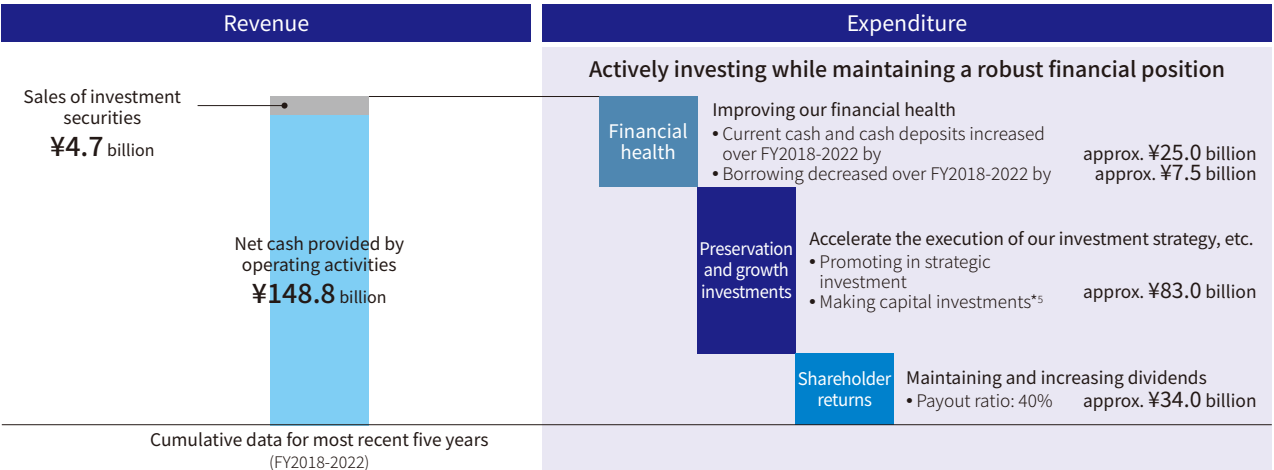 Revenue
Sales of investment
securities
¥4.7 billion
Net cash provided by
operating activities
¥148.8 billion
Cumulative data for most recent five years
(FY2018-2022)
Expenditure
Actively investing while maintaining a robust financial position
Financial
health
Improving our financial health
• Current cash and cash deposits increased
over FY2018-2022 by approx. ¥25.0 billion
• Borrowing decreased over FY2018-2022 by approx. ¥7.5 billion
Preservation
and growth
investments
Accelerate the execution of our investment strategy, etc.
• Promoting in strategic
investment
• Making capital investments*5 approx. ¥83.0 billion
Shareholder
returns
Maintaining and increasing dividends
• Payout ratio: 40% approx. ¥34.0 billion